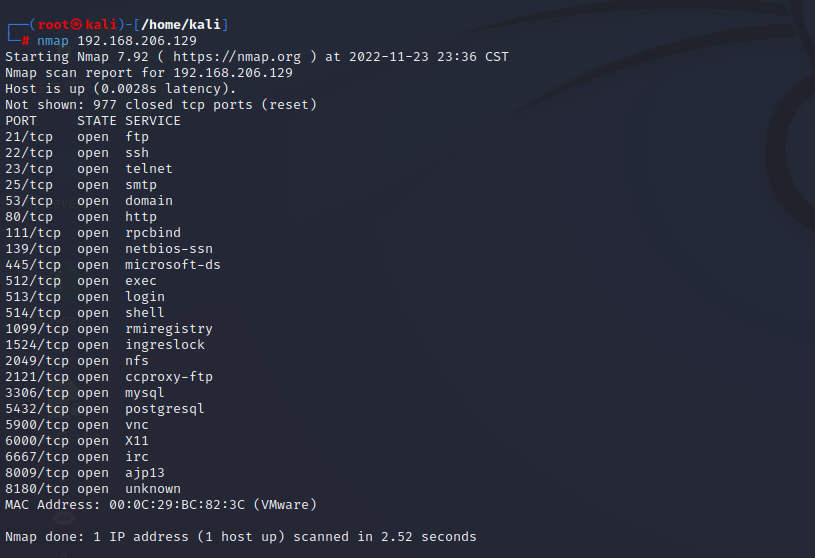 ┌──(root㉿kali)-[/home/kali]
└─# nmap 192.168.206.129
Starting Nmap 7.92 ( https://nmap.org ) at 2022-11-23 23:36 CST
Nmap scan report for 192.168.206.129
Host is up (0.0028s latency).
Not shown: 977 closed tcp ports (reset)
PORT     STATE SERVICE
21/tcp   open  ftp
22/tcp   open  ssh
23/tcp   open  telnet
25/tcp   open  smtp
53/tcp   open  domain
80/tcp   open  http
111/tcp  open  rpcbind
139/tcp  open  netbios-ssn
445/tcp  open  microsoft-ds
512/tcp  open  exec
513/tcp  open  login
514/tcp  open  shell
1099/tcp open  rmiregistry
1524/tcp open  ingreslock
2049/tcp open  nfs
2121/tcp open  ccproxy-ftp
3306/tcp open  mysql
5432/tcp open  postgresql
5900/tcp open  vnc
6000/tcp open  X11
6667/tcp open  irc
8009/tcp open  ajp13
8180/tcp open  unknown
MAC Address: 00:0C:29:BC:82:3C (VMware)
Nmap done: 1 IP address (1 host up) scanned in 2.52 seconds